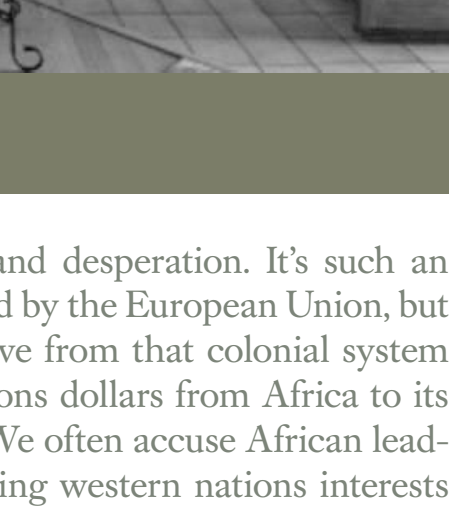 and desperation. It's such an
d by the European Union, but
ve from that colonial system
ons dollars from Africa to its
We often accuse African lead-
ing western nations interests